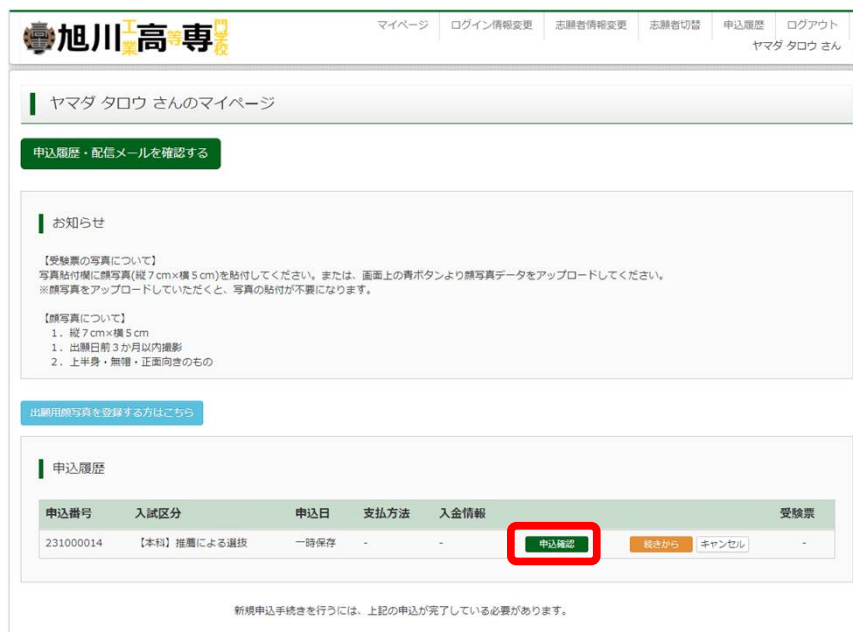 マイページ ログイン情報変更 志願者情報変更 志願者切替 申込履歴 ログアウト
旭川工業高等専門学校
ヤマダ タロウ さん
ヤマダ タロウ さんのマイページ
申込履歴・配信メールを確認する
お知らせ
【受験票の写真について】
写真貼付欄に顔写真(縦7cm×横5cm)を貼付してください。または、画面上の青ボタンより顔写真データをアップロードしてください。
※顔写真をアップロードしていただくと、写真の貼付が不要になります。
【顔写真について】
1. 縦7cm×横5cm
1. 出願日前3か月以内撮影
2. 上半身・無帽・正面向きのもの
出願用顔写真を登録する方はこちら
申込履歴
申込番号 入試区分 申込日 支払方法 入金情報 受験票
231000014 【本科】推薦による選抜 一時保存 - - 申込確認 続きから キャンセル -
新規申込手続きを行うには、上記の申込が完了している必要があります。